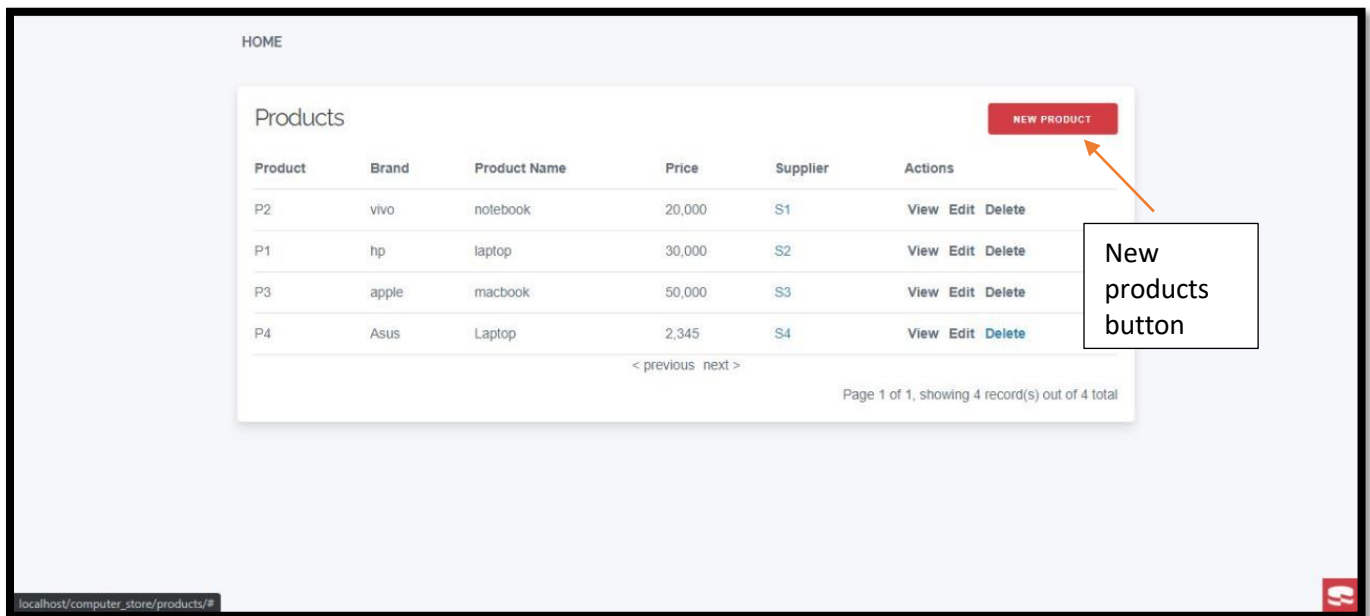 HOME
Products
NEW PRODUCT
Product Brand Product Name Price Supplier Actions
P2 vivo notebook 20,000 S1 View Edit Delete
P1 hp laptop 30,000 S2 View Edit Delete
P3 apple macbook 50,000 S3 View Edit Delete
P4 Asus Laptop 2,345 S4 View Edit Delete
< previous next >
Page 1 of 1, showing 4 record(s) out of 4 total
New
products
button
localhost/computer_store/products/#